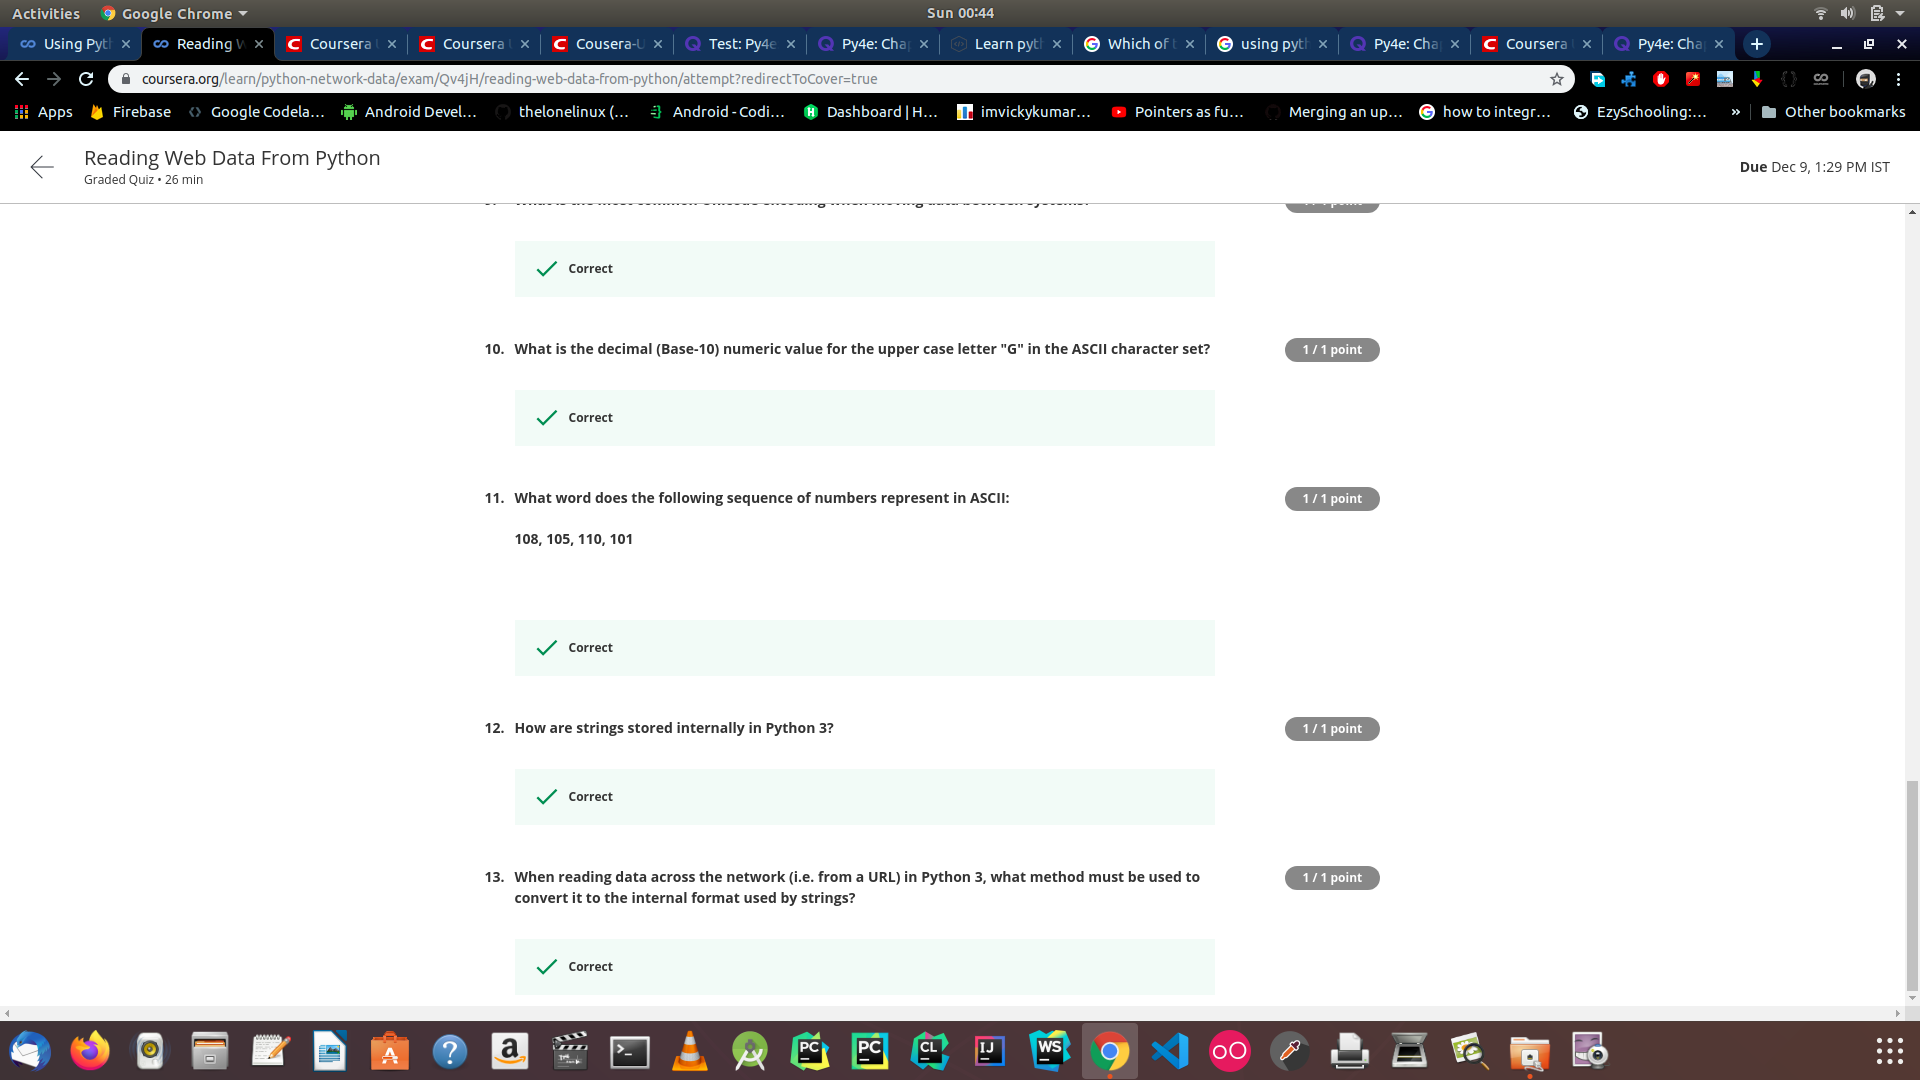 Activities Google Chrome Sun 00:44
Using Pyt Reading W Coursera Coursera Cousera-U Test: Py4e Py4e: Cha Learn pyt Which of using pyt Py4e: Cha Coursera Py4e: Cha
coursera.org/learn/python-network-data/exam/Qv4jH/reading-web-data-from-python/attempt?redirectToCover=true
Apps Firebase Google Codela... Android Devel... thelonelinux (... Android - Codi... Dashboard | H... imvickykumar... Pointers as fu... Merging an up... how to integr... EzySchooling:... » Other bookmarks
Reading Web Data From Python
Graded Quiz • 26 min
Due Dec 9, 1:29 PM IST
Correct
10. What is the decimal (Base-10) numeric value for the upper case letter "G" in the ASCII character set? 1 / 1 point
Correct
11. What word does the following sequence of numbers represent in ASCII: 1 / 1 point
108, 105, 110, 101
Correct
12. How are strings stored internally in Python 3? 1 / 1 point
Correct
13. When reading data across the network (i.e. from a URL) in Python 3, what method must be used to 1 / 1 point
convert it to the internal format used by strings?
Correct